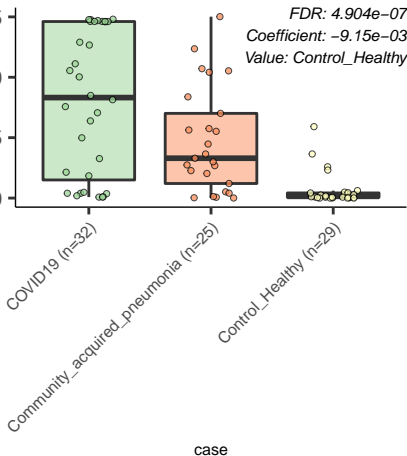 FDR: 4.904e−07
Coefficient: −9.15e−03
Value: Control_Healthy
COVID19 (n=32)
Community_acquired_pneumonia (n=25)
Control_Healthy (n=29)
case